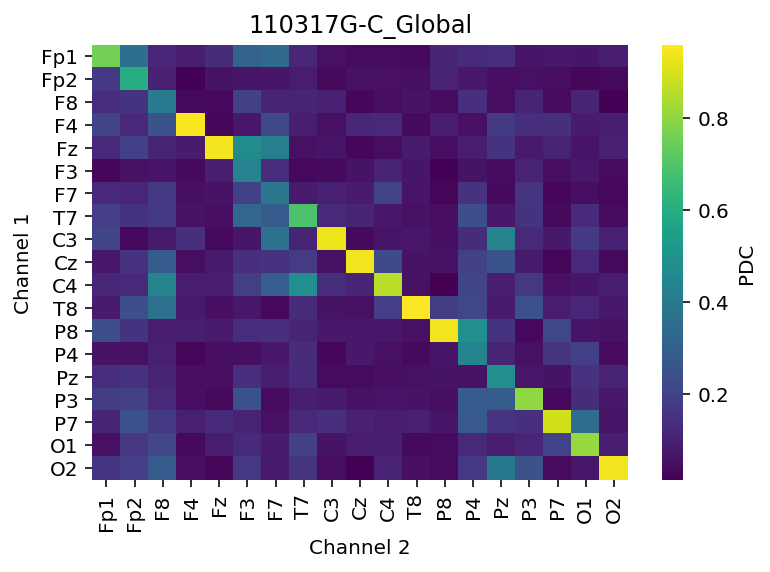 110317G-C_Global
Channel 1
Fp1
Fp2
F8
F4
Fz
F3
F7
T7
C3
Cz
C4
T8
P8
P4
Pz
P3
P7
O1
O2
Fp1 Fp2 F8 F4 Fz F3 F7 T7 C3 Cz C4 T8 P8 P4 Pz P3 P7 O1 O2
Channel 2
0.8
0.6
0.4
0.2
PDC